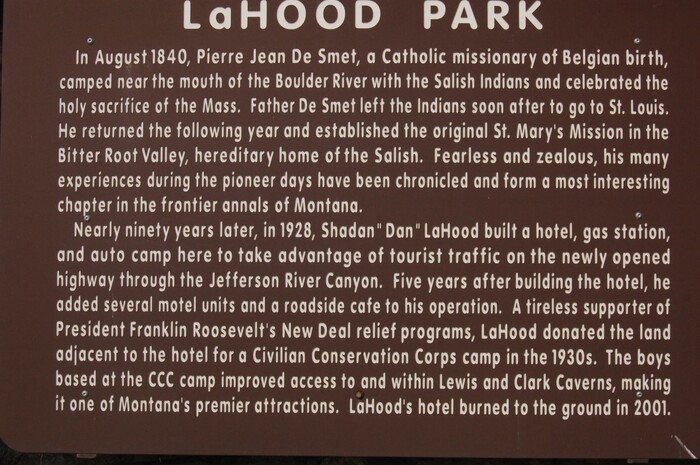 LaHOOD PARK
In August 1840, Pierre Jean De Smet, a Catholic missionary of Belgian birth,
camped near the mouth of the Boulder River with the Salish Indians and celebrated the
holy sacrifice of the Mass. Father De Smet left the Indians soon after to go to St. Louis.
He returned the following year and established the original St. Mary's Mission in the
Bitter Root Valley, hereditary home of the Salish. Fearless and zealous, his many
experiences during the pioneer days have been chronicled and form a most interesting
chapter in the frontier annals of Montana.
Nearly ninety years later, in 1928, Shadan "Dan" LaHood built a hotel, gas station,
and auto camp here to take advantage of tourist traffic on the newly opened
highway through the Jefferson River Canyon. Five years after building the hotel, he
added several motel units and a roadside cafe to his operation. A tireless supporter of
President Franklin Roosevelt's New Deal relief programs, LaHood donated the land
adjacent to the hotel for a Civilian Conservation Corps camp in the 1930s. The boys
based at the CCC camp improved access to and within Lewis and Clark Caverns, making
it one of Montana's premier attractions. LaHood's hotel burned to the ground in 2001.